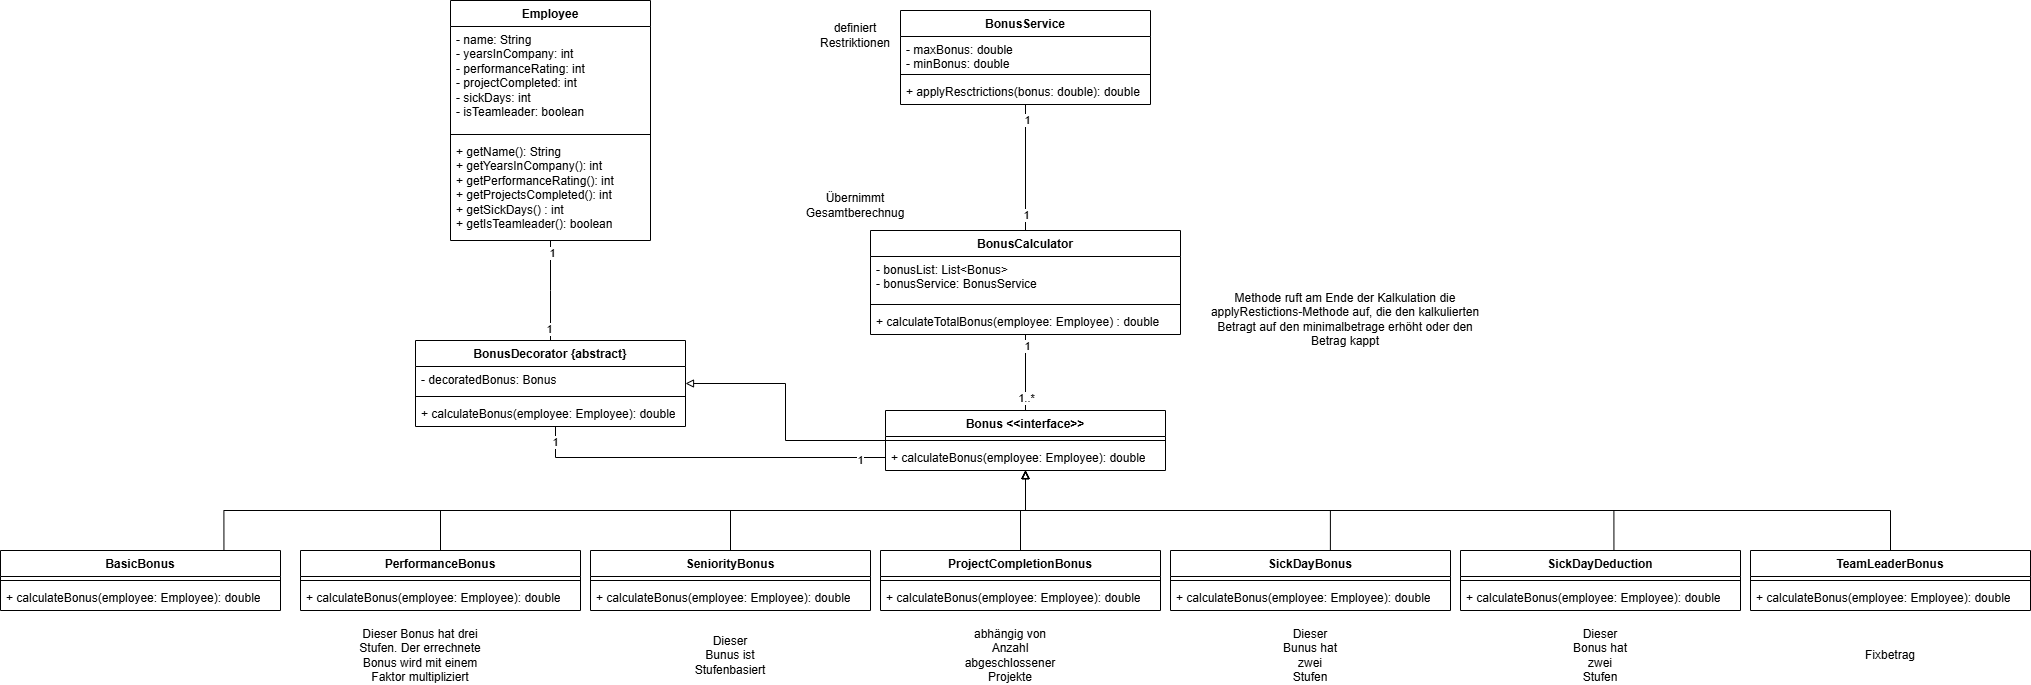 Employee
- name: String
- yearsInCompany: int
- performanceRating: int
- projectCompleted: int
- sickDays: int
- isTeamleader: boolean
+ getName(): String
+ getYearsInCompany(): int
+ getPerformanceRating(): int
+ getProjectsCompleted(): int
+ getSickDays() : int
+ getIsTeamleader(): boolean
1
1
definiert
Restriktionen
BonusService
- maxBonus: double
- minBonus: double
+ applyResctrictions(bonus: double): double
1
1
Übernimmt
Gesamtberechnug
BonusCalculator
- bonusList: List<Bonus>
- bonusService: BonusService
+ calculateTotalBonus(employee: Employee) : double
Methode ruft am Ende der Kalkulation die
applyRestictions-Methode auf, die den kalkulierten
Betragt auf den minimalbetrage erhöht oder den
Betrag kappt
1
1..*
BonusDecorator {abstract}
- decoratedBonus: Bonus
+ calculateBonus(employee: Employee): double
1
1
Bonus <<interface>>
+ calculateBonus(employee: Employee): double
BasicBonus
+ calculateBonus(employee: Employee): double
PerformanceBonus
+ calculateBonus(employee: Employee): double
Dieser Bonus hat drei
Stufen. Der errechnete
Bonus wird mit einem
Faktor multipliziert
SeniorityBonus
+ calculateBonus(employee: Employee): double
Dieser
Bunus ist
Stufenbasiert
ProjectCompletionBonus
+ calculateBonus(employee: Employee): double
abhängig von
Anzahl
abgeschlossener
Projekte
SickDayBonus
+ calculateBonus(employee: Employee): double
Dieser
Bunus hat
zwei
Stufen
SickDayDeduction
+ calculateBonus(employee: Employee): double
Dieser
Bonus hat
zwei
Stufen
TeamLeaderBonus
+ calculateBonus(employee: Employee): double
Fixbetrag